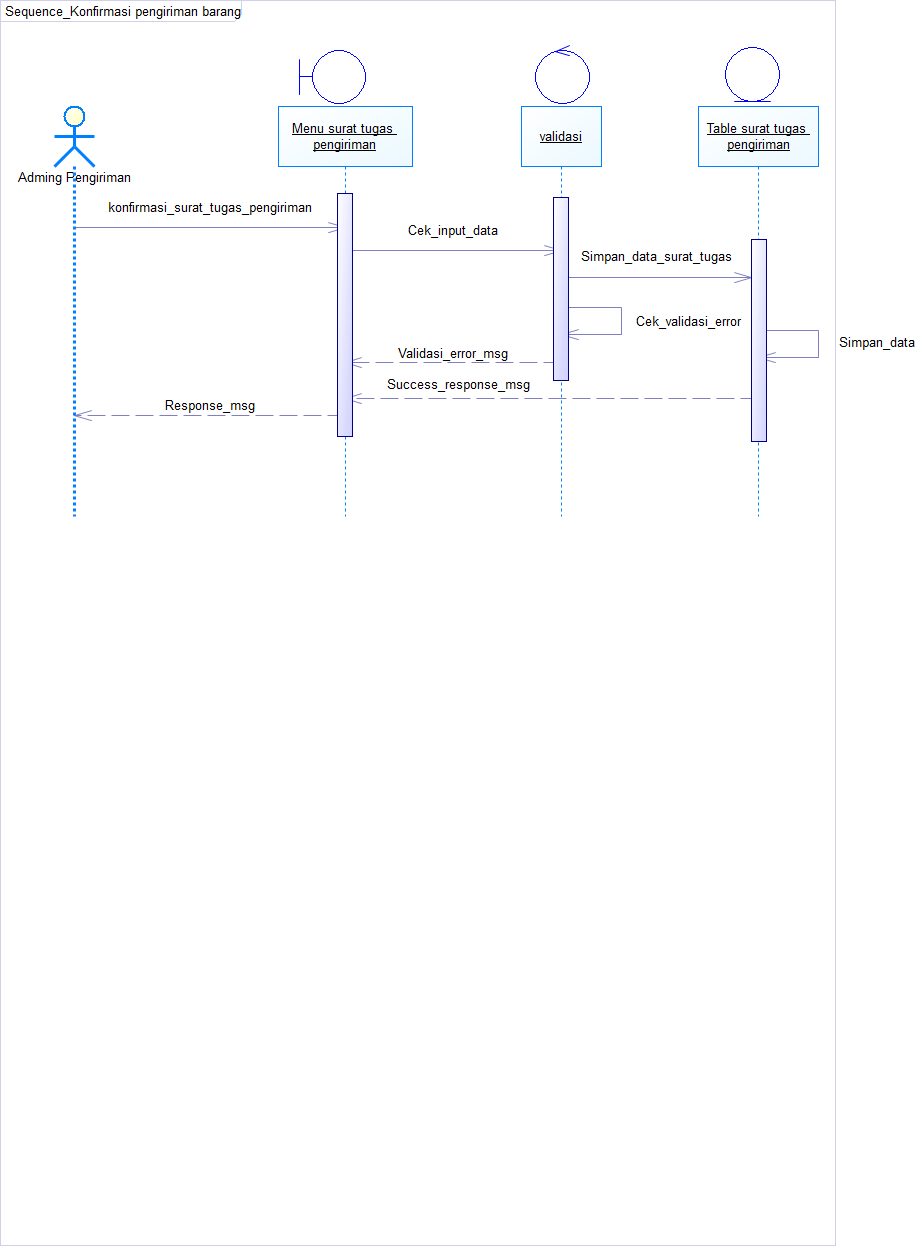 Sequence_Konfirmasi pengiriman barang
Menu surat tugas
pengiriman
validasi
Table surat tugas
pengiriman
Adming Pengiriman
konfirmasi_surat_tugas_pengiriman
Cek_input_data
Simpan_data_surat_tugas
Cek_validasi_error
Simpan_data
Validasi_error_msg
Success_response_msg
Response_msg